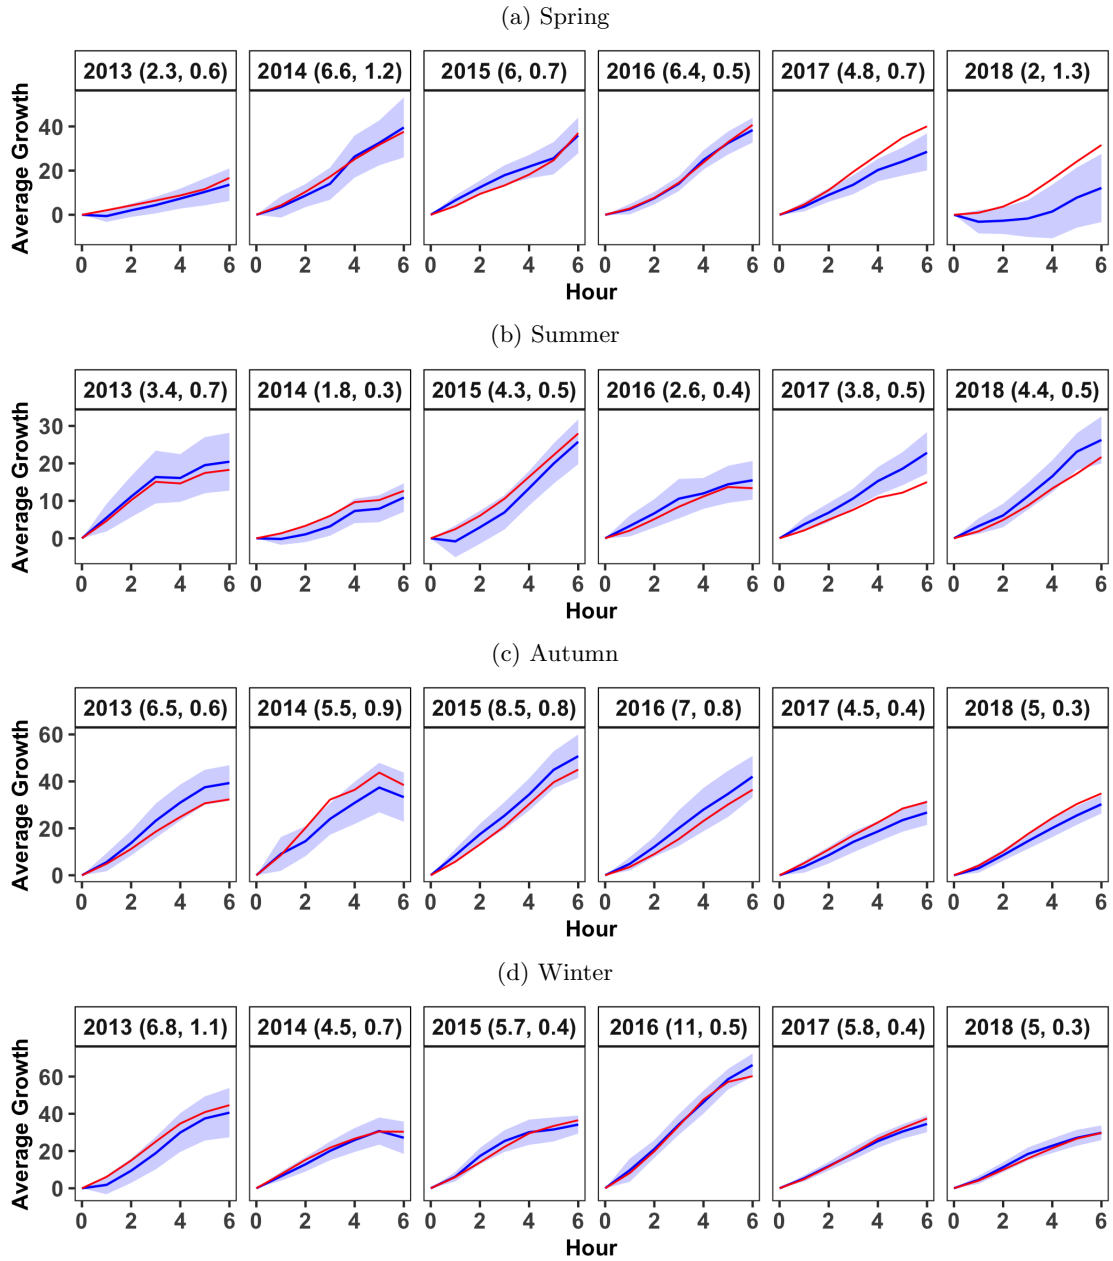 (a) Spring
2013 (2.3, 0.6) 2014 (6.6, 1.2) 2015 (6, 0.7) 2016 (6.4, 0.5) 2017 (4.8, 0.7) 2018 (2, 1.3)
Average Growth
40
20
0
0 2 4 6 0 2 4 6 0 2 4 6 0 2 4 6 0 2 4 6 0 2 4 6
Hour
(b) Summer
2013 (3.4, 0.7) 2014 (1.8, 0.3) 2015 (4.3, 0.5) 2016 (2.6, 0.4) 2017 (3.8, 0.5) 2018 (4.4, 0.5)
Average Growth
30
20
10
0
0 2 4 6 0 2 4 6 0 2 4 6 0 2 4 6 0 2 4 6 0 2 4 6
Hour
(c) Autumn
2013 (6.5, 0.6) 2014 (5.5, 0.9) 2015 (8.5, 0.8) 2016 (7, 0.8) 2017 (4.5, 0.4) 2018 (5, 0.3)
Average Growth
60
40
20
0
0 2 4 6 0 2 4 6 0 2 4 6 0 2 4 6 0 2 4 6 0 2 4 6
Hour
(d) Winter
2013 (6.8, 1.1) 2014 (4.5, 0.7) 2015 (5.7, 0.4) 2016 (11, 0.5) 2017 (5.8, 0.4) 2018 (5, 0.3)
Average Growth
60
40
20
0
0 2 4 6 0 2 4 6 0 2 4 6 0 2 4 6 0 2 4 6 0 2 4 6
Hour